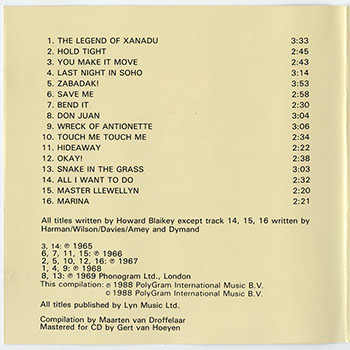 1. THE LEGEND OF XANADU 3:33
2. HOLD TIGHT 2:45
3. YOU MAKE IT MOVE 2:43
4. LAST NIGHT IN SOHO 3:14
5. ZABADAK! 3:53
6. SAVE ME 2:58
7. BEND IT 2:30
8. DON JUAN 3:04
9. WRECK OF ANTIONETTE 3:06
10. TOUCH ME TOUCH ME 2:34
11. HIDEAWAY 2:22
12. OKAY! 2:38
13. SNAKE IN THE GRASS 3:03
14. ALL I WANT TO DO 2:32
15. MASTER LLEWELLYN 2:20
16. MARINA 2:21
All titles written by Howard Blaikey except track 14, 15, 16 written by
Harman/Wilson/Davies/Amey and Dymand
3, 14: ℗ 1965
6, 7, 11, 15: ℗ 1966
2, 5, 10, 12, 16: ℗ 1967
1, 4, 9: ℗ 1968
8, 13: ℗ 1969 Phonogram Ltd., London
This compilation: ℗ 1988 PolyGram International Music B.V.
© 1988 PolyGram International Music B.V.
All titles published by Lyn Music Ltd.
Compilation by Maarten van Droffelaar
Mastered for CD by Gert van Hoeyen